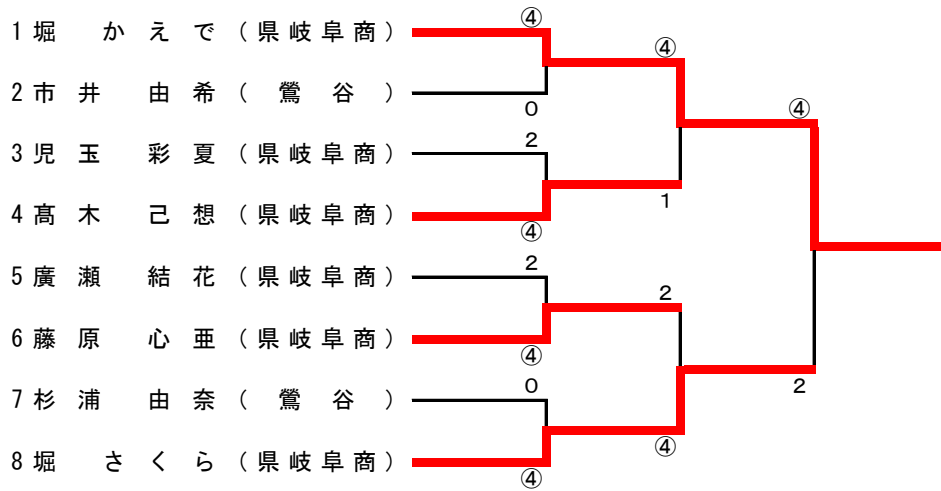 ④
1 堀 か え で （ 県 岐 阜 商 ）
④
④
2 市 井 由 希 （ 鶯 谷 ）
0
2
3 児 玉 彩 夏 （ 県 岐 阜 商 ）
1
4 髙 木 己 想 （ 県 岐 阜 商 ）
④
2
5 廣 瀬 結 花 （ 県 岐 阜 商 ）
2
6 藤 原 心 亜 （ 県 岐 阜 商 ）
④
0
2
7 杉 浦 由 奈 （ 鶯 谷 ）
④
8 堀 さ く ら （ 県 岐 阜 商 ）
④